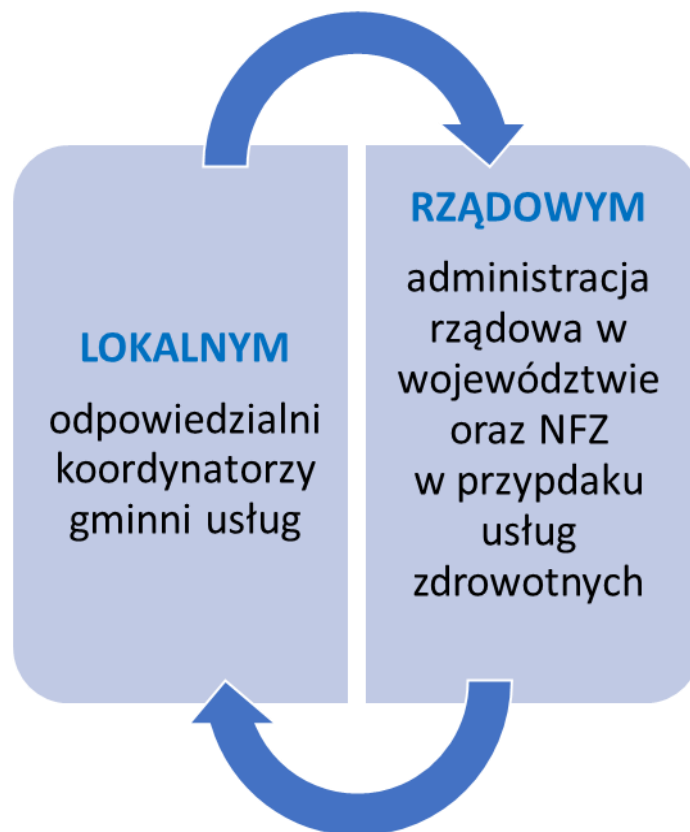 LOKALNYM
odpowiedzialni
koordynatorzy
gminni usług
RZĄDOWYM
administracja
rządowa w
województwie
oraz NFZ
w przypdaku
usług
zdrowotnych